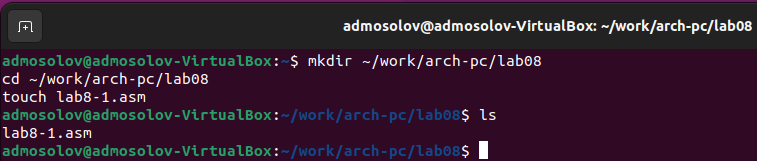 admosolov@admosolov-VirtualBox: ~/work/arch-pc/lab08
admosolov@admosolov-VirtualBox:~$ mkdir ~/work/arch-pc/lab08
cd ~/work/arch-pc/lab08
touch lab8-1.asm
admosolov@admosolov-VirtualBox:~/work/arch-pc/lab08$ ls
lab8-1.asm
admosolov@admosolov-VirtualBox:~/work/arch-pc/lab08$